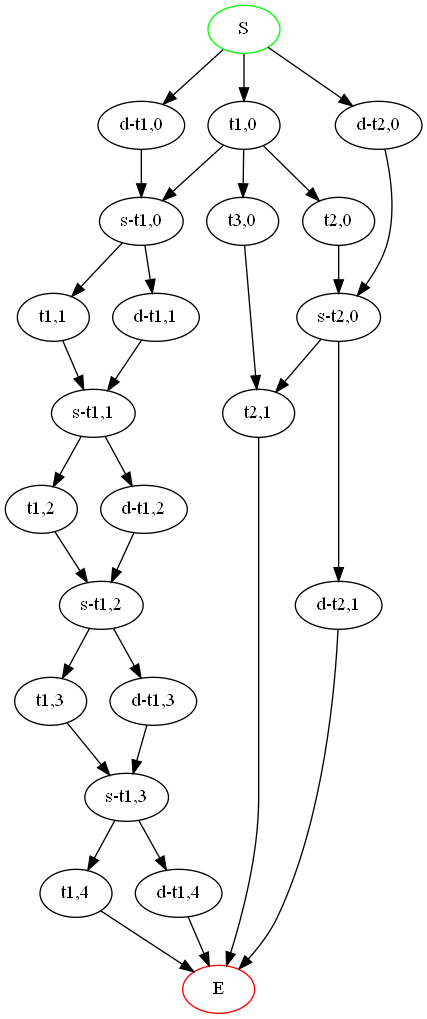 S
d-t1,0
t1,0
d-t2,0
s-t1,0
t3,0
t2,0
t1,1
d-t1,1
s-t2,0
s-t1,1
t2,1
t1,2
d-t1,2
s-t1,2
d-t2,1
t1,3
d-t1,3
s-t1,3
t1,4
d-t1,4
E